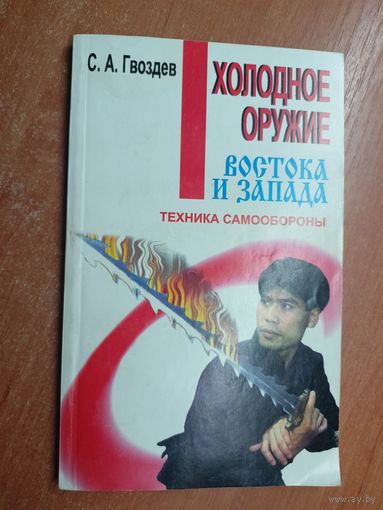 С. А. Гвоздев
ХОЛОДНОЕ
ОРУЖИЕ
ВОСТОКА
И ЗАПАДА
ТЕХНИКА САМООБОРОНЫ
www.ay.by